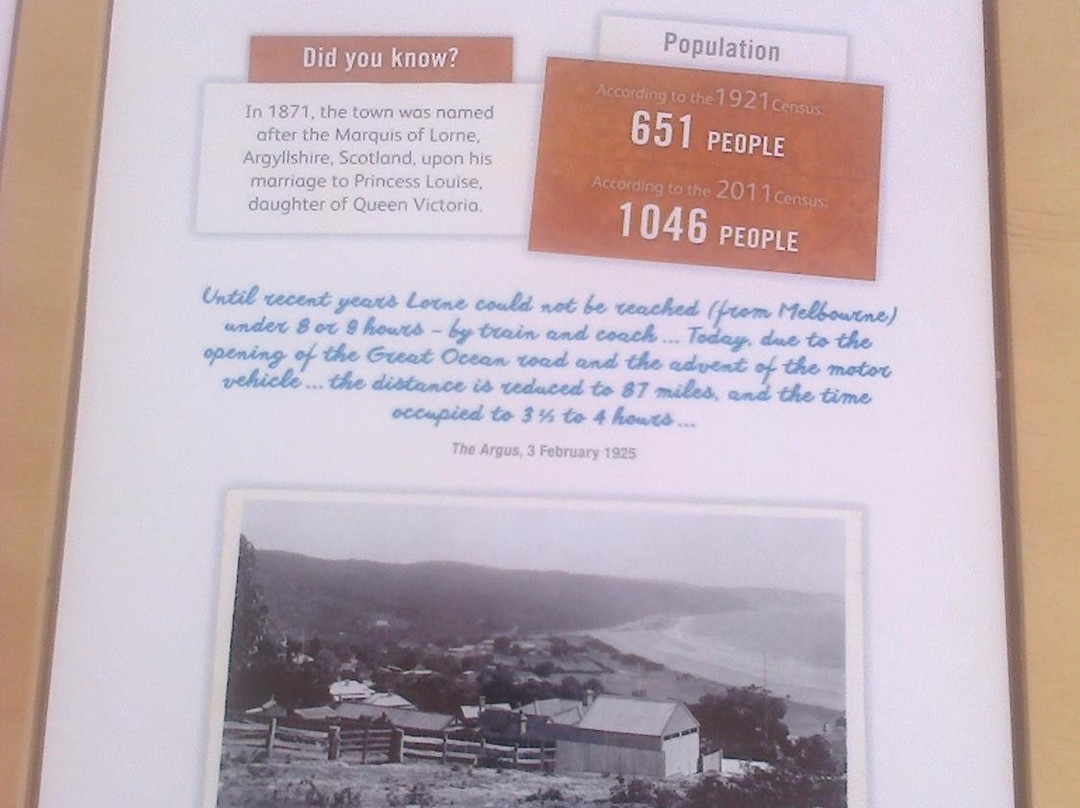 Did you know?
In 1871, the town was named
after the Marquis of Lorne,
Argyllshire, Scotland, upon his
marriage to Princess Louise,
daughter of Queen Victoria.
Population
According to the 1921 Census:
651 PEOPLE
According to the 2011 Census:
1046 PEOPLE
Until recent years Lorne could not be reached (from Melbourne)
under 8 or 9 hours - by train and coach ... Today, due to the
opening of the Great Ocean road and the advent of the motor
vehicle ... the distance is reduced to 87 miles, and the time
occupied to 3 ½ to 4 hours ...
The Argus, 3 February 1925